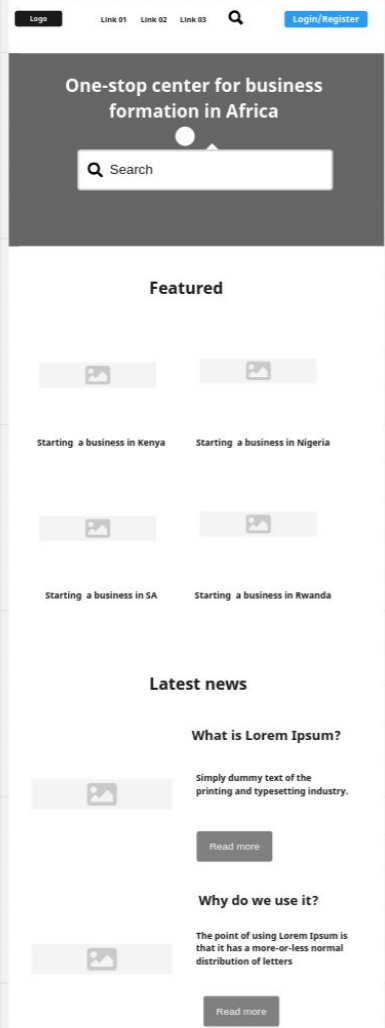 Logo
Link 01 Link 02 Link 03
Login/Register
One-stop center for business
formation in Africa
Search
Featured
Starting a business in Kenya
Starting a business in Nigeria
Starting a business in SA
Starting a business in Rwanda
Latest news
What is Lorem Ipsum?
Simply dummy text of the
printing and typesetting industry.
Read more
Why do we use it?
The point of using Lorem Ipsum is
that it has a more-or-less normal
distribution of letters
Read more